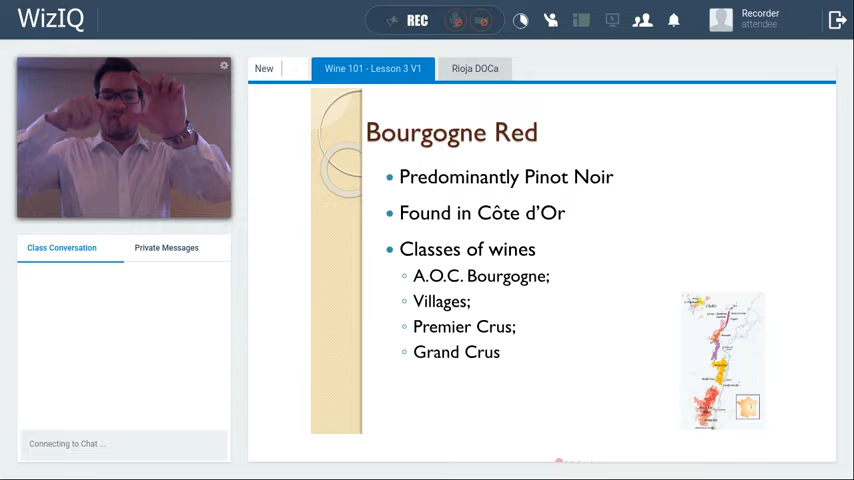 WizIQ
REC
Recorder
attendee
New
Wine 101 - Lesson 3 V1
Rioja DOCa
Bourgogne Red
Predominantly Pinot Noir
Found in Côte d'Or
Classes of wines
A.O.C. Bourgogne;
Villages;
Premier Crus;
Grand Crus
Class Conversation
Private Messages
Connecting to Chat ...